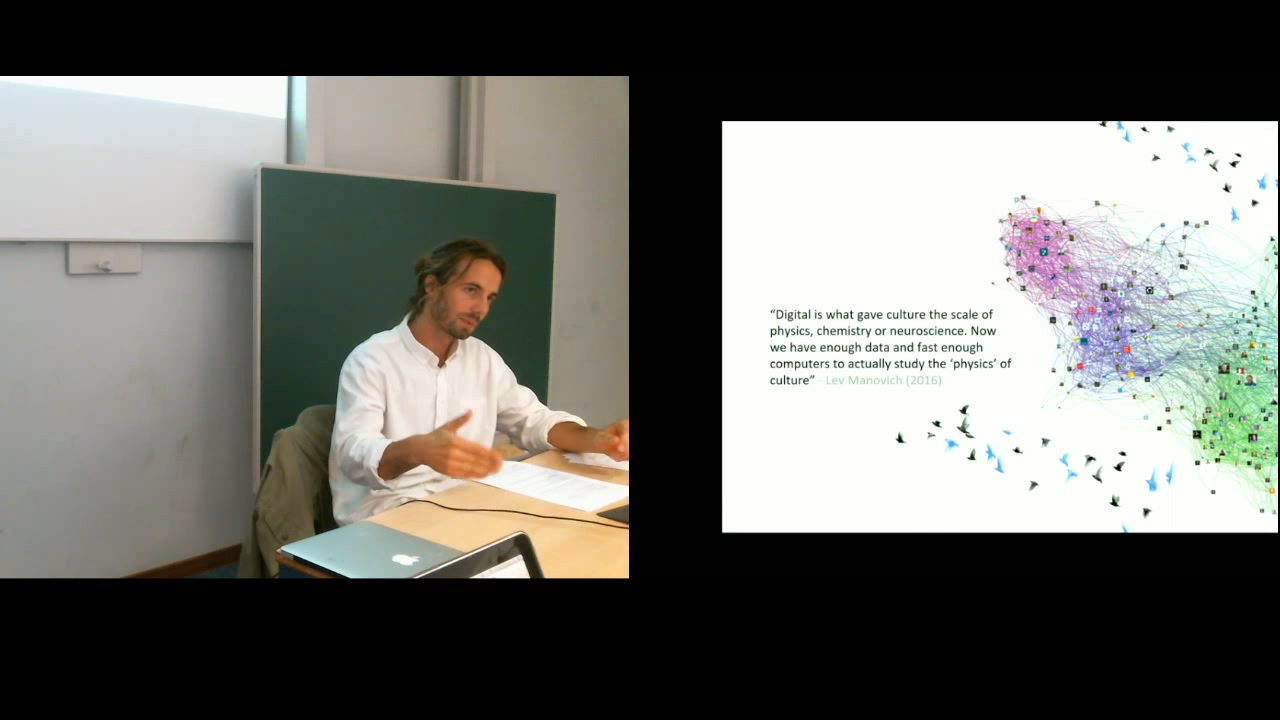 “Digital is what gave culture the scale of
physics, chemistry or neuroscience. Now
we have enough data and fast enough
computers to actually study the ‘physics’ of
culture” - Lev Manovich (2016)